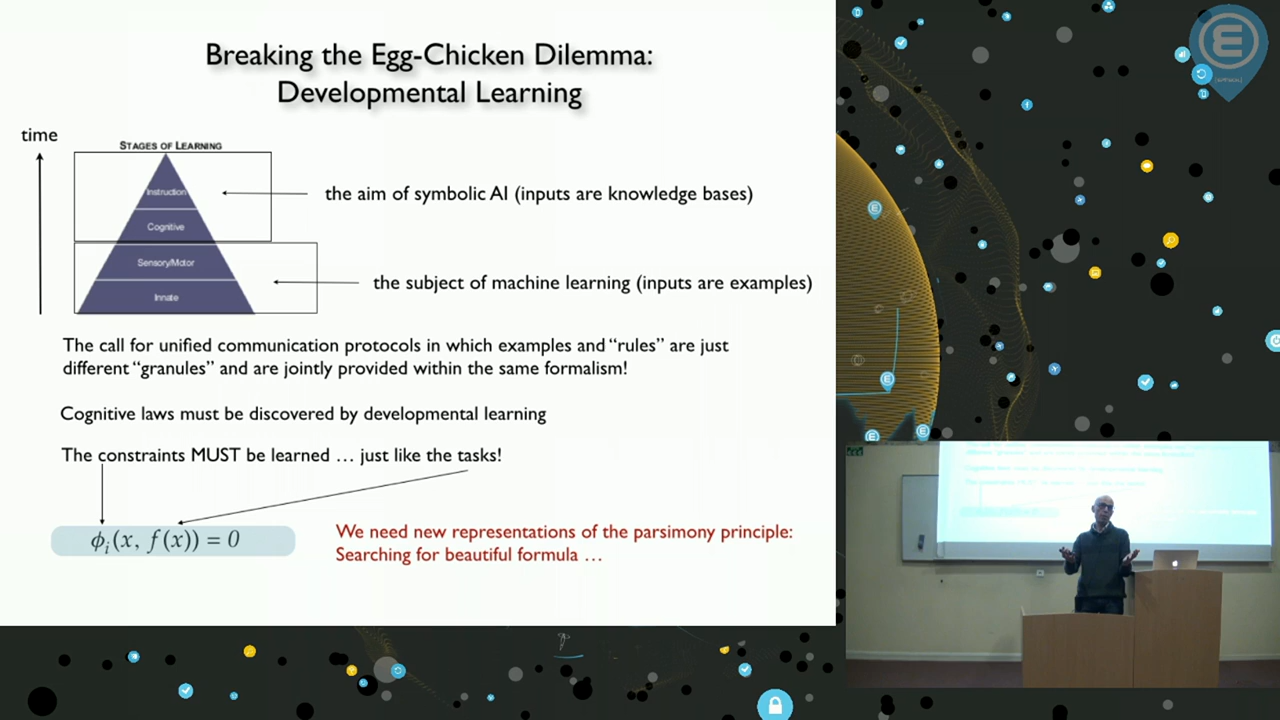 Breaking the Egg-Chicken Dilemma:
Developmental Learning
time
STAGES OF LEARNING
Instruction
Cognitive
Sensory/Motor
Innate
the aim of symbolic AI (inputs are knowledge bases)
the subject of machine learning (inputs are examples)
The call for unified communication protocols in which examples and “rules” are just
different “granules” and are jointly provided within the same formalism!
Cognitive laws must be discovered by developmental learning
The constraints MUST be learned … just like the tasks!
ϕᵢ(x, f(x)) = 0
We need new representations of the parsimony principle:
Searching for beautiful formula …